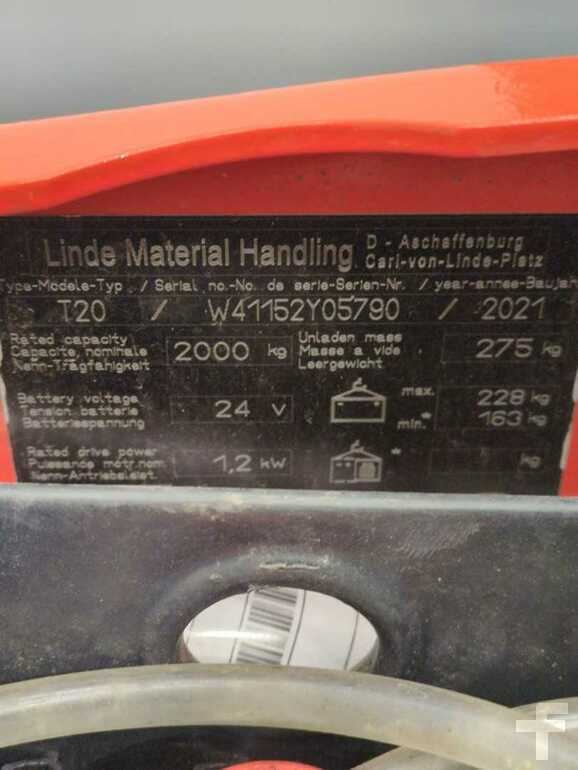 Linde Material Handling D - Aschaffenburg
Carl-von-Linde-Platz
Type-Modele-Typ / Serial no.-No. de serie-Serien-Nr. / year-annee-Baujahr
T20 / W41152Y05790 / 2021
Rated capacity
Capacite, nominale
Nenn-Tragfahigkeit
2000 kg
Unladen mass
Masse a vide
Leergewicht
275 kg
Battery voltage
Tension batterie
Batteriespannung
24 V
max. 228 kg
min.* 163 kg
Rated drive power
Puissande motr.nom.
Nenn-Antriebsleist.
1,2 kW
* kg